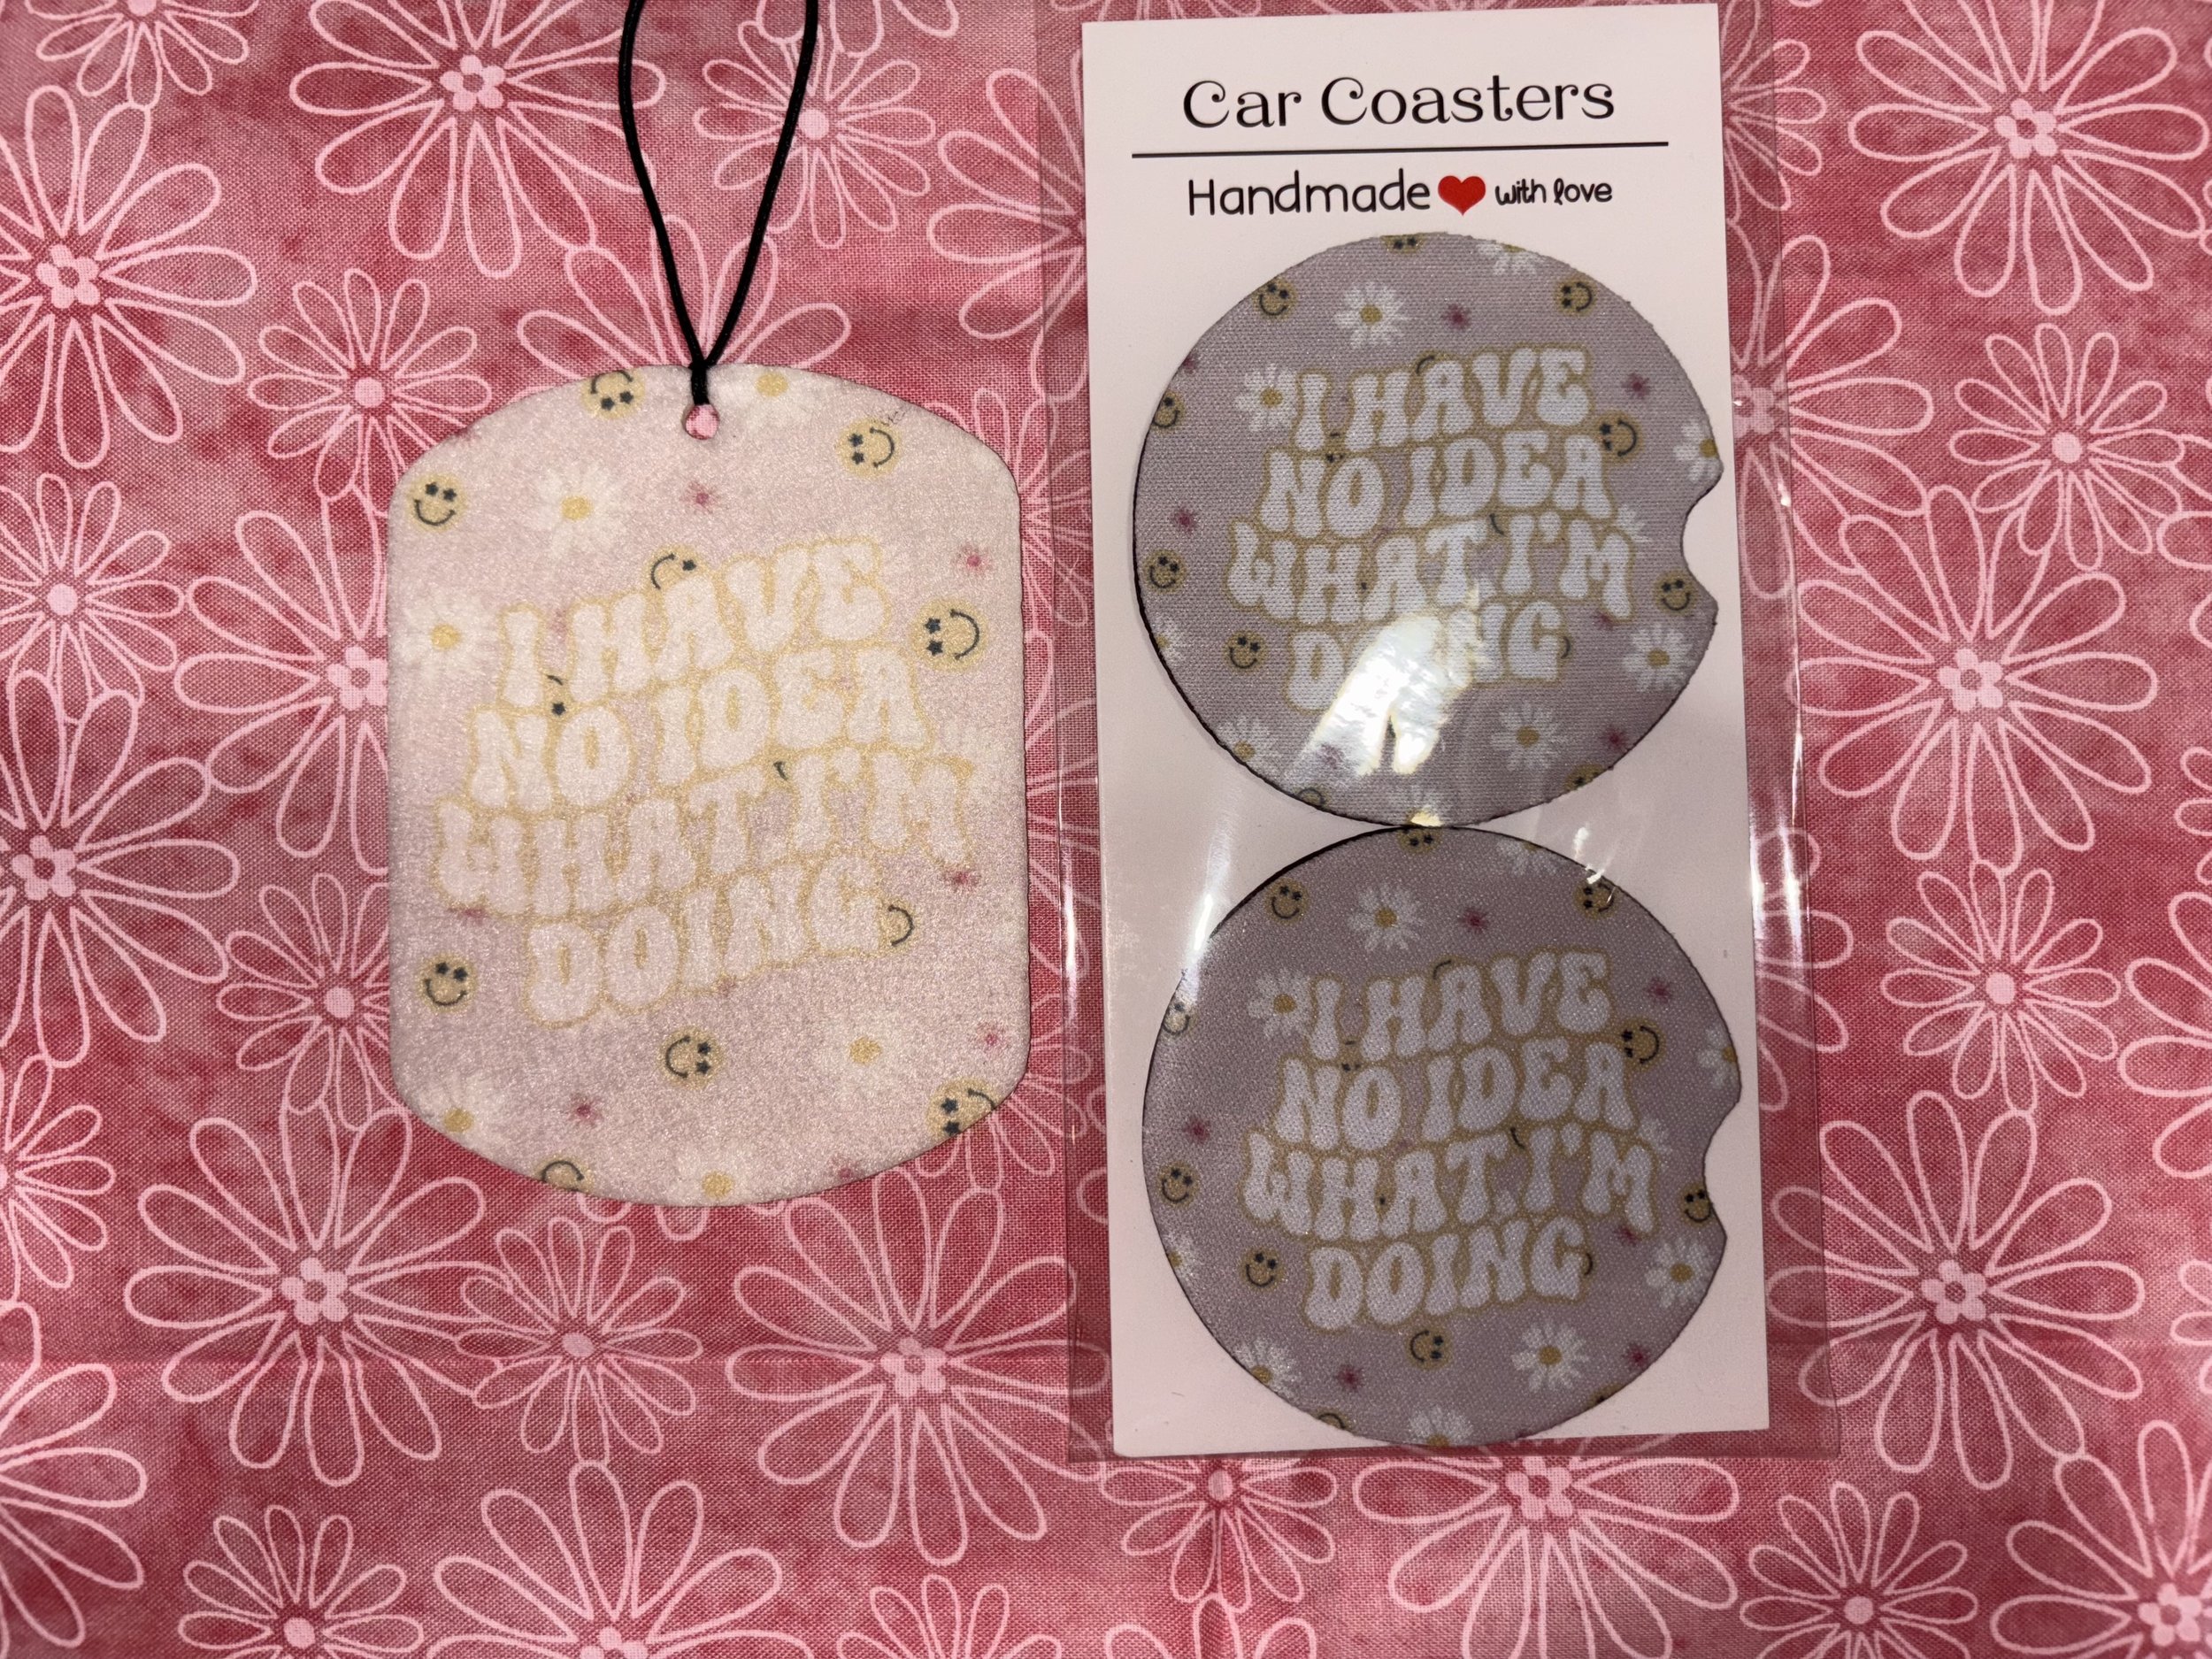 I HAVE
NO IDEA
WHAT I'M
DOING
Car Coasters
Handmade with love
I HAVE
NO IDEA
WHAT I'M
DOING
I HAVE
NO IDEA
WHAT I'M
DOING